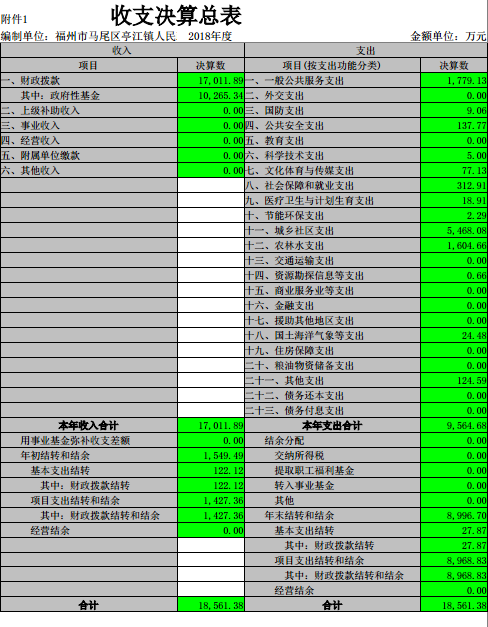 附件1
收支决算总表
编制单位：福州市马尾区亭江镇人民 2018年度 金额单位：万元
收入 支出
项目 决算数 项目(按支出功能分类) 决算数
一、财政拨款 17,011.89 一、一般公共服务支出 1,779.13
其中：政府性基金 10,265.34 二、外交支出 0.00
二、上级补助收入 0.00 三、国防支出 9.06
三、事业收入 0.00 四、公共安全支出 137.77
四、经营收入 0.00 五、教育支出 0.00
五、附属单位缴款 0.00 六、科学技术支出 5.00
六、其他收入 0.00 七、文化体育与传媒支出 77.13
八、社会保障和就业支出 312.91
九、医疗卫生与计划生育支出 18.91
十、节能环保支出 2.29
十一、城乡社区支出 5,468.08
十二、农林水支出 1,604.66
十三、交通运输支出 0.00
十四、资源勘探信息等支出 0.66
十五、商业服务业等支出 0.00
十六、金融支出 0.00
十七、援助其他地区支出 0.00
十八、国土海洋气象等支出 24.48
十九、住房保障支出 0.00
二十、粮油物资储备支出 0.00
二十一、其他支出 124.59
二十二、债务还本支出 0.00
二十三、债务付息支出 0.00
本年收入合计 17,011.89 本年支出合计 9,564.68
用事业基金弥补收支差额 0.00 结余分配 0.00
年初结转和结余 1,549.49 交纳所得税 0.00
基本支出结转 122.12 提取职工福利基金 0.00
其中：财政拨款结转 122.12 转入事业基金 0.00
项目支出结转和结余 1,427.36 其他 0.00
其中：财政拨款结转和结余 1,427.36 年末结转和结余 8,996.70
经营结余 0.00 基本支出结转 27.87
其中：财政拨款结转 27.87
项目支出结转和结余 8,968.83
其中：财政拨款结转和结余 8,968.83
经营结余 0.00
合计 18,561.38 合计 18,561.38